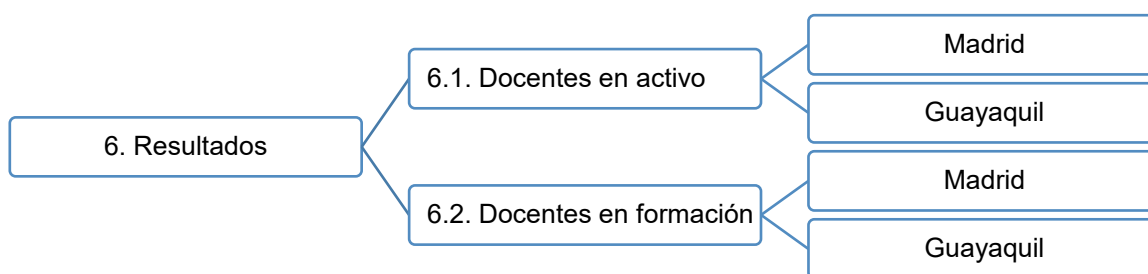 6. Resultados
6.1. Docentes en activo
Madrid
Guayaquil
6.2. Docentes en formación
Madrid
Guayaquil